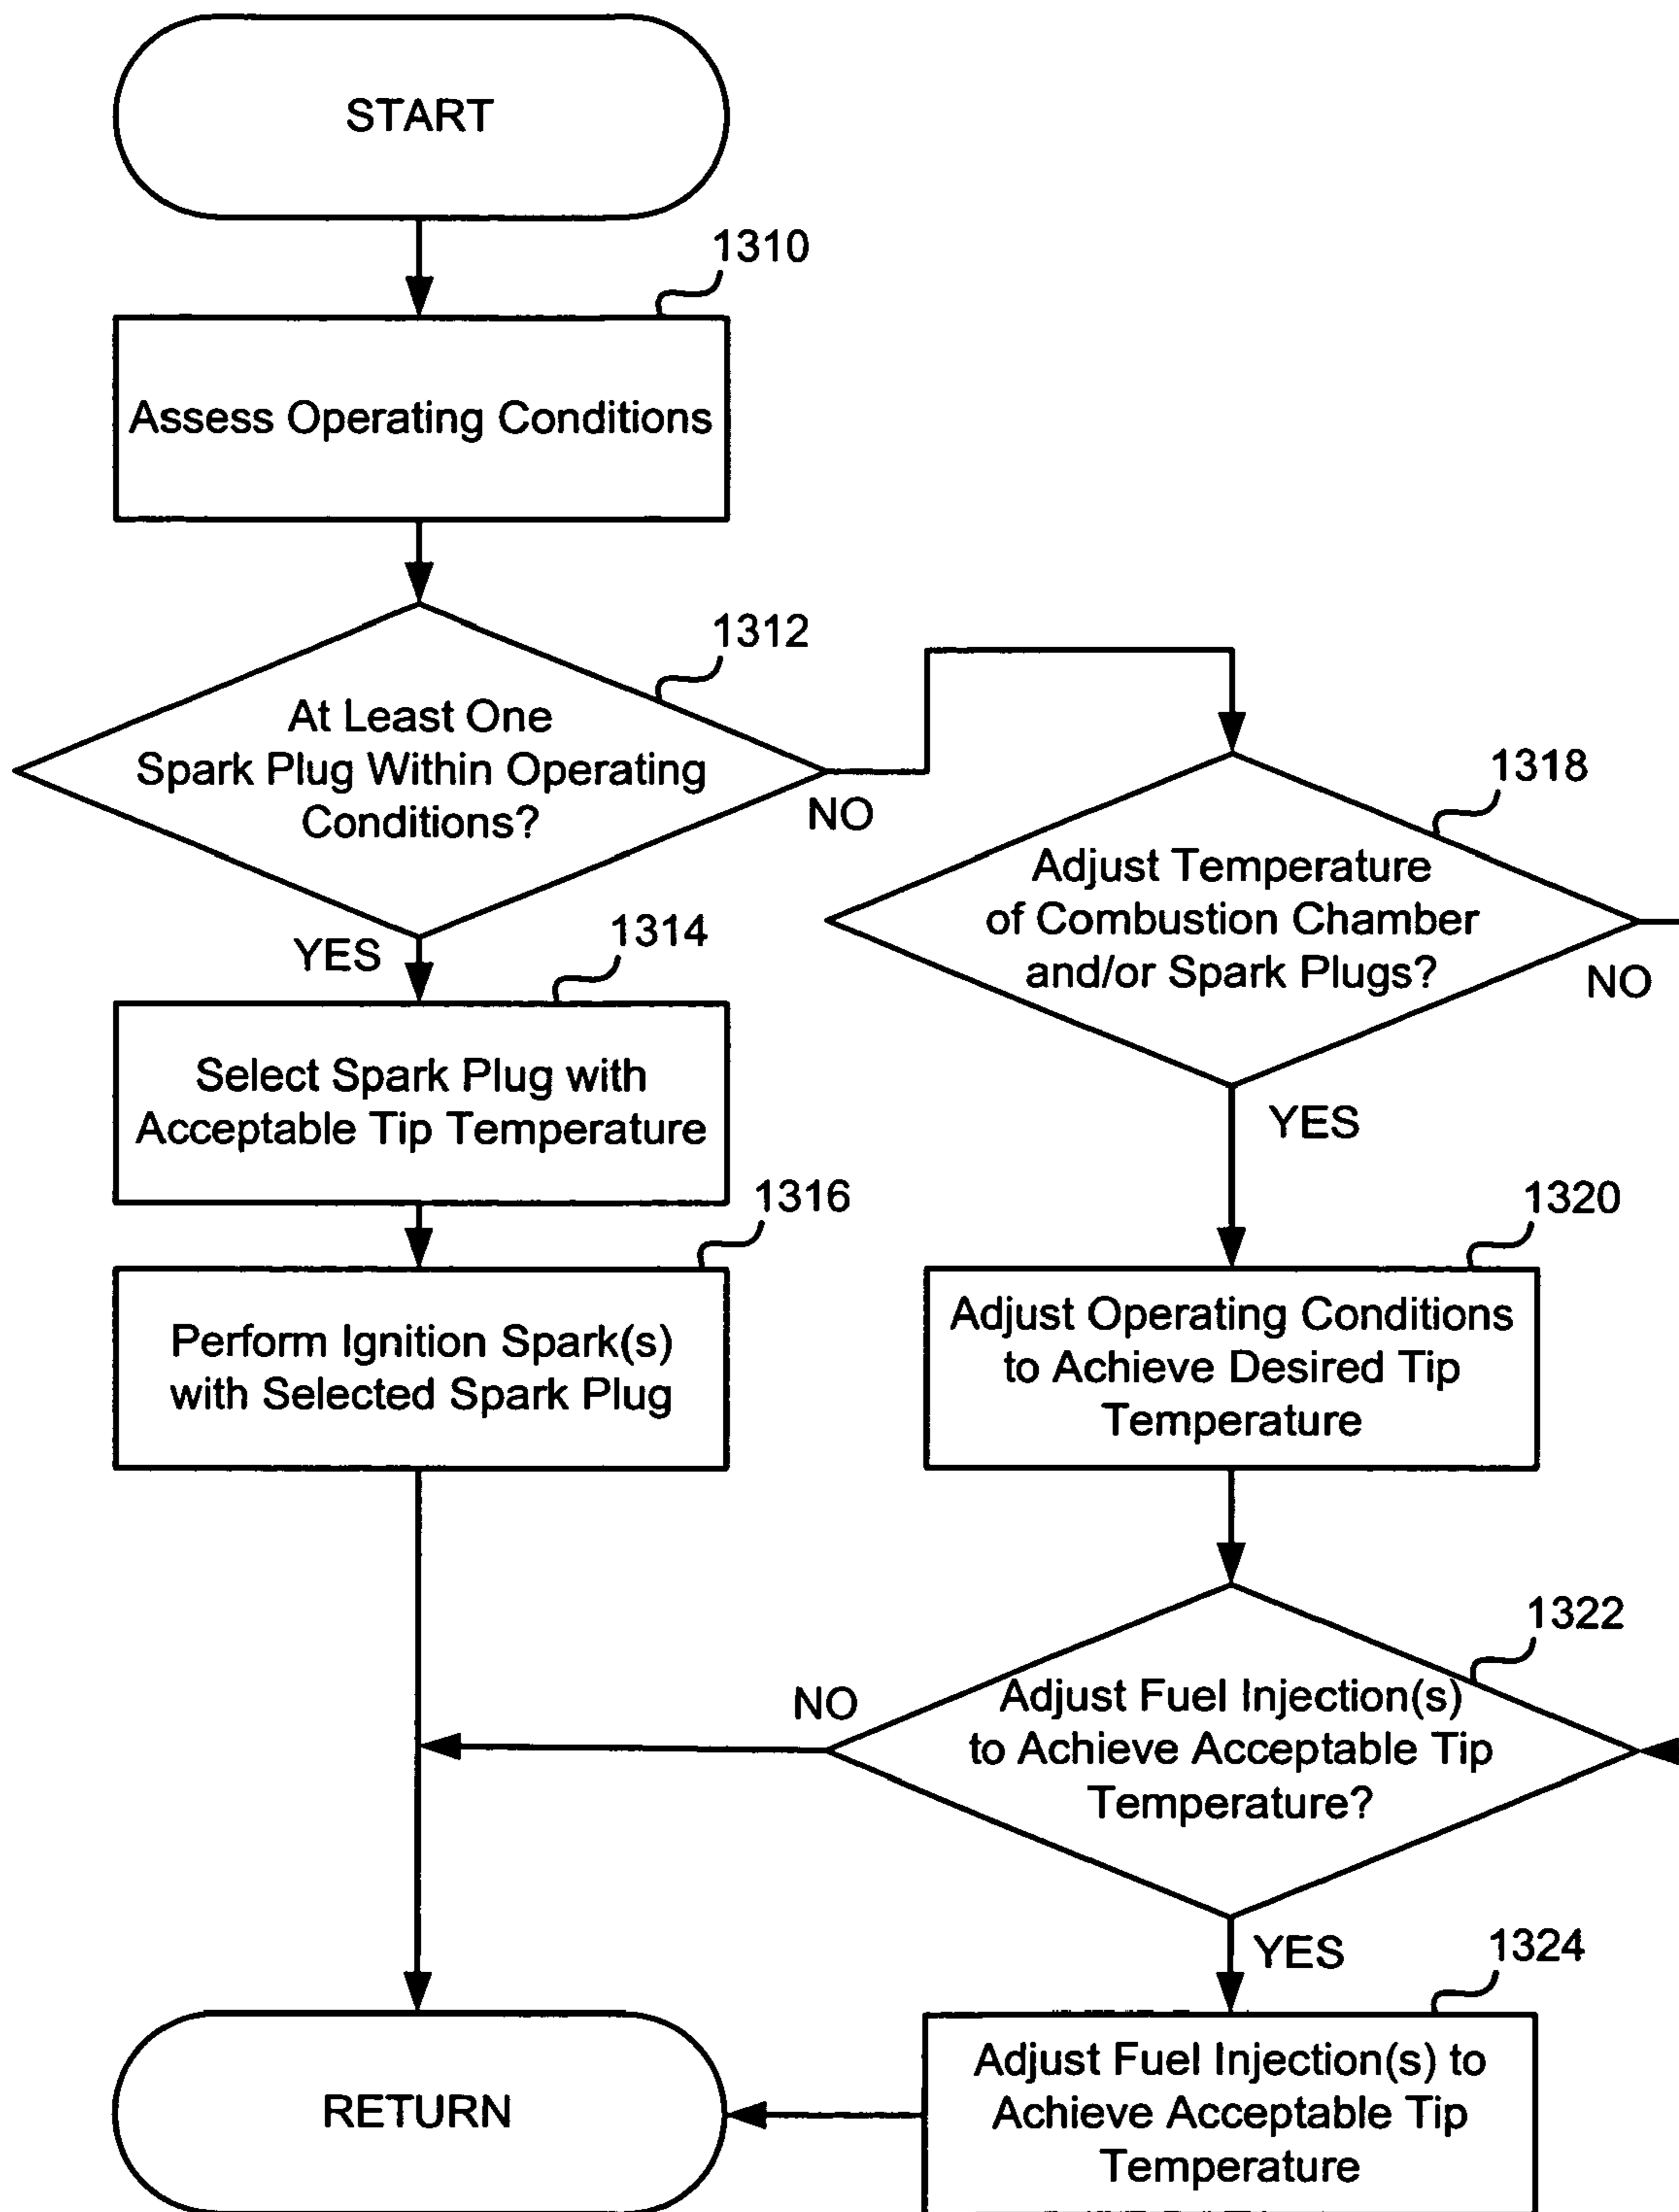 START
1310
Assess Operating Conditions
1312
At Least One
Spark Plug Within Operating
Conditions?
NO
YES
1314
Select Spark Plug with
Acceptable Tip Temperature
1316
Perform Ignition Spark(s)
with Selected Spark Plug
1318
Adjust Temperature
of Combustion Chamber
and/or Spark Plugs?
NO
YES
1320
Adjust Operating Conditions
to Achieve Desired Tip
Temperature
1322
Adjust Fuel Injection(s)
to Achieve Acceptable Tip
Temperature?
NO
YES
1324
Adjust Fuel Injection(s) to
Achieve Acceptable Tip
Temperature
RETURN